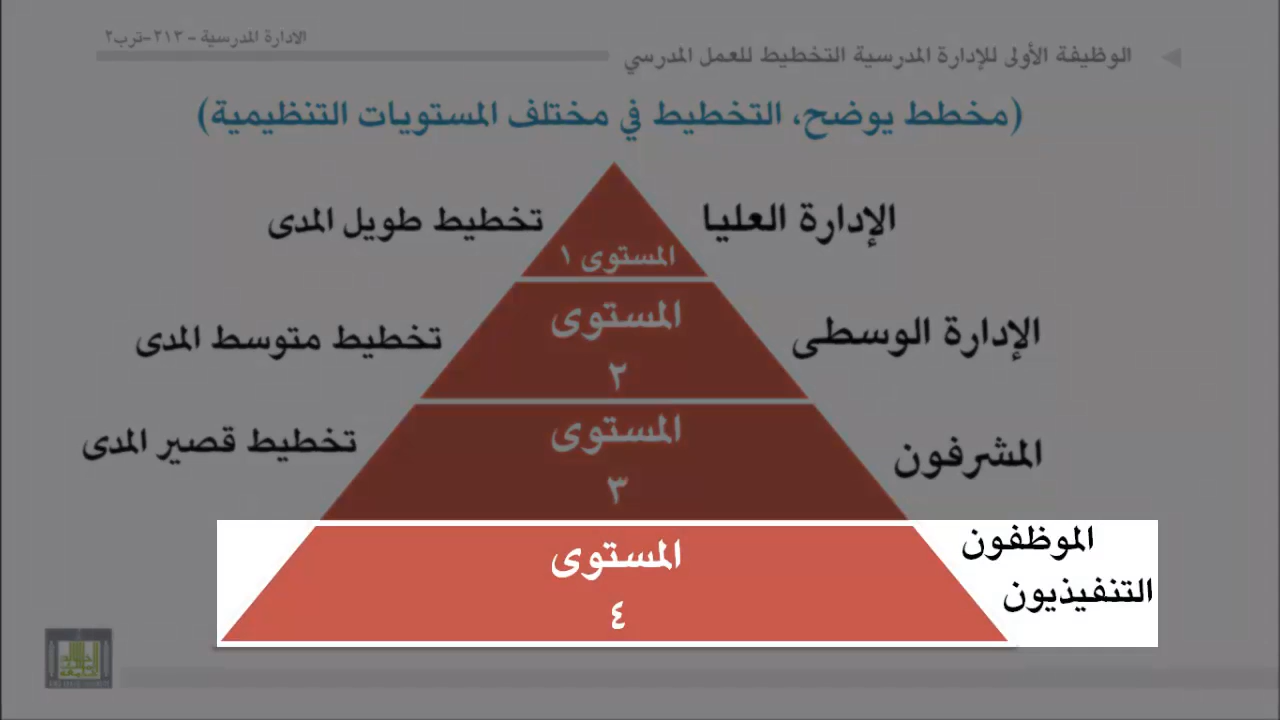 الادارة المدرسية - ٢١٣-ترب٢
الوظيفة الأولى للإدارة المدرسية التخطيط للعمل المدرسي
(مخطط يوضح، التخطيط في مختلف المستويات التنظيمية)
الإدارة العليا
تخطيط طويل المدى
المستوى ١
الإدارة الوسطى
المستوى
٢
تخطيط متوسط المدى
المشرفون
المستوى
٣
تخطيط قصير المدى
الموظفون
التنفيذيون
المستوى
٤